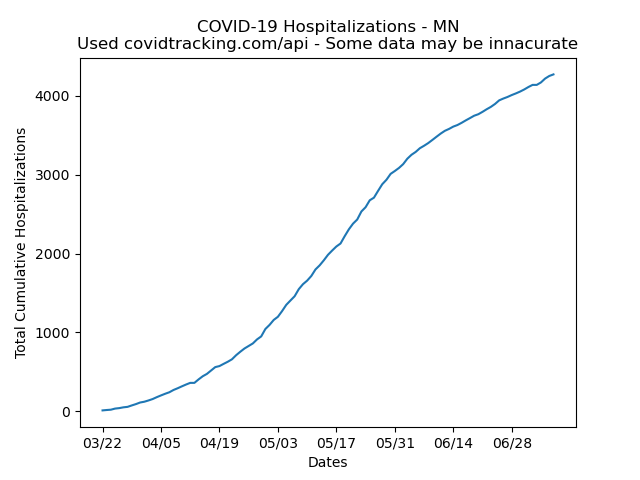 COVID-19 Hospitalizations - MN
Used covidtracking.com/api - Some data may be innacurate
Total Cumulative Hospitalizations
4000
3000
2000
1000
0
03/22 04/05 04/19 05/03 05/17 05/31 06/14 06/28
Dates